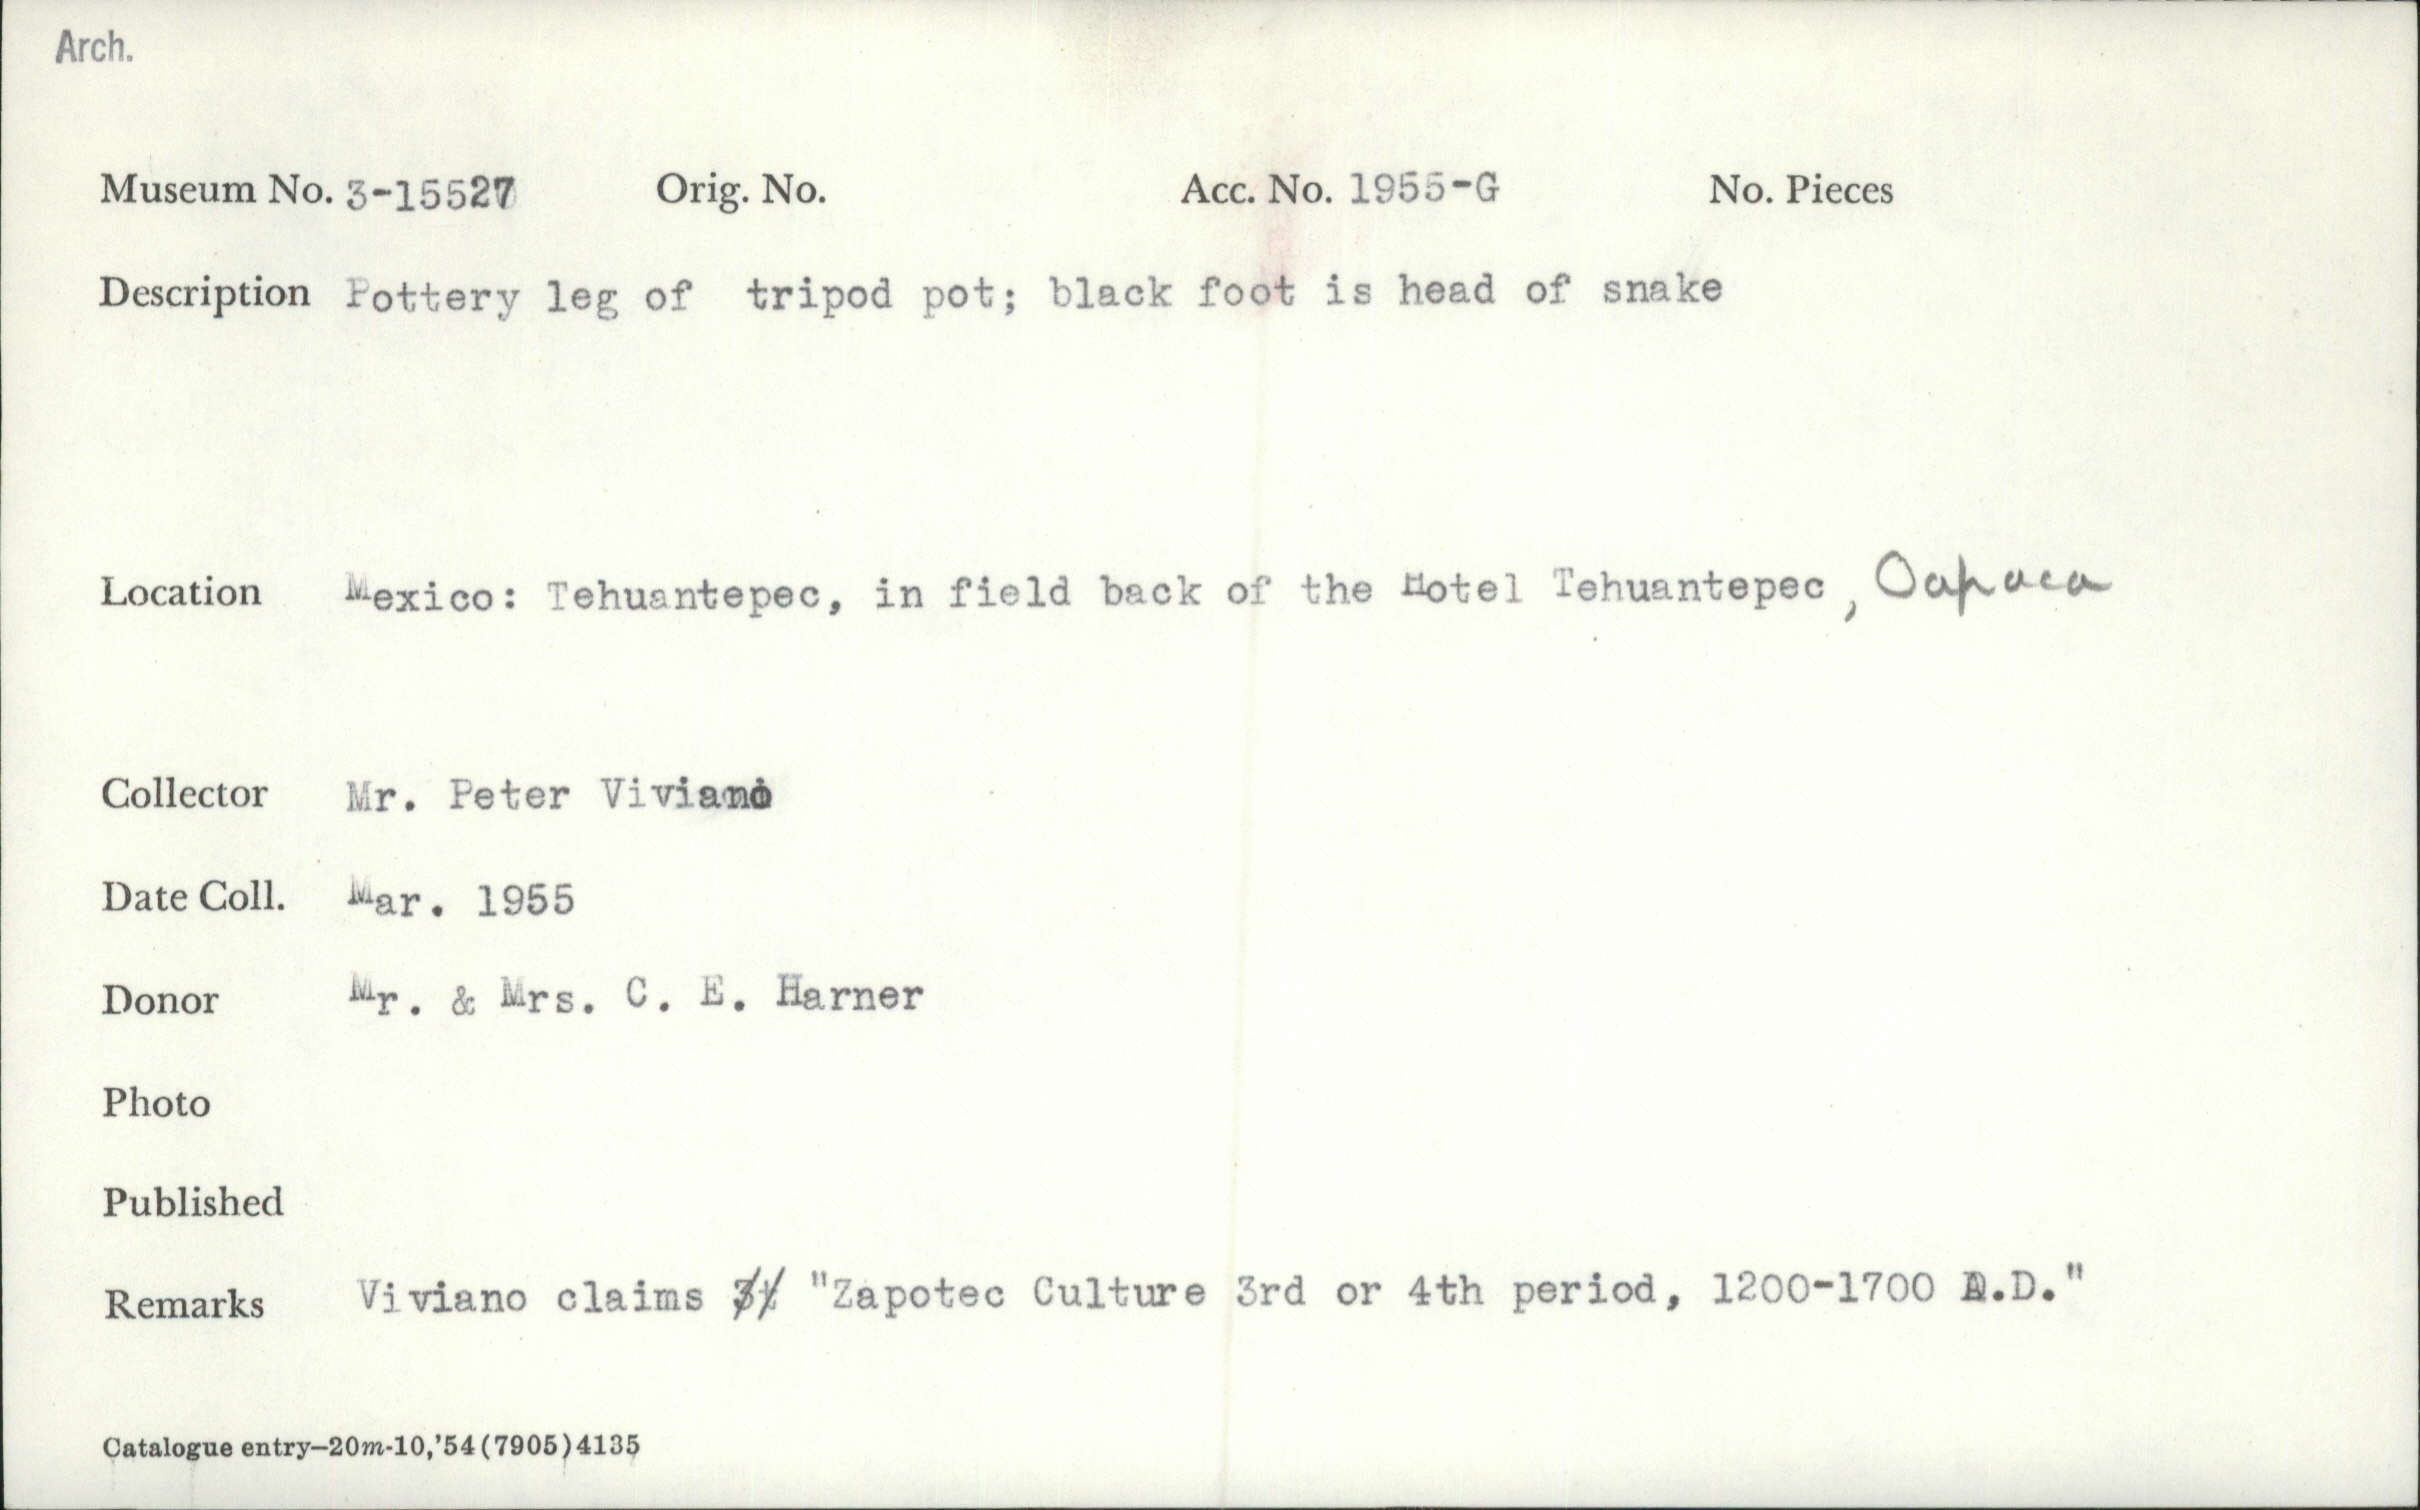 Arch.
Museum No. 3-15527 Orig. No. Acc. No. 1955-G No. Pieces
Description Pottery leg of tripod pot; black foot is head of snake
Location Mexico: Tehuantepec, in field back of the Hotel Tehuantepec, Oaxaca
Collector Mr. Peter Viviano
Date Coll. Mar. 1955
Donor Mr. & Mrs. C. E. Harner
Photo
Published
Remarks Viviano claims "Zapotec Culture 3rd or 4th period, 1200-1700 A.D."
Catalogue entry—20m-10,'54(7905)4135